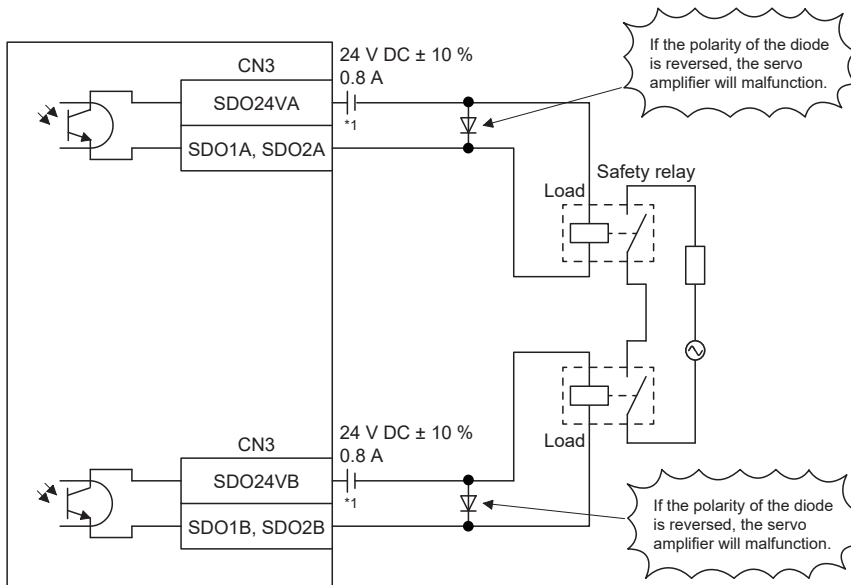 CN3
24 V DC ± 10 %
0.8 A
SDO24VA
*1
SDO1A, SDO2A
If the polarity of the diode
is reversed, the servo
amplifier will malfunction.
Safety relay
Load
Load
CN3
24 V DC ± 10 %
0.8 A
SDO24VB
*1
SDO1B, SDO2B
If the polarity of the diode
is reversed, the servo
amplifier will malfunction.